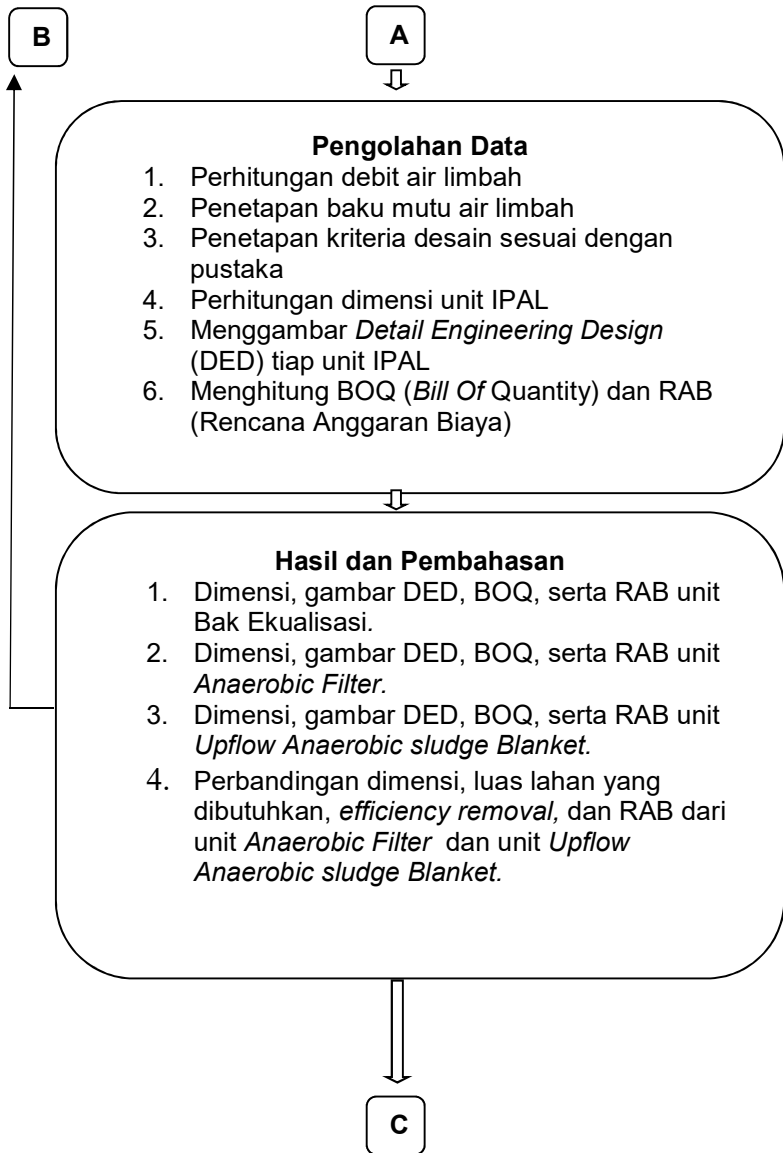 B
A
Pengolahan Data
1. Perhitungan debit air limbah
2. Penetapan baku mutu air limbah
3. Penetapan kriteria desain sesuai dengan
pustaka
4. Perhitungan dimensi unit IPAL
5. Menggambar Detail Engineering Design
(DED) tiap unit IPAL
6. Menghitung BOQ (Bill Of Quantity) dan RAB
(Rencana Anggaran Biaya)
Hasil dan Pembahasan
1. Dimensi, gambar DED, BOQ, serta RAB unit
Bak Ekualisasi.
2. Dimensi, gambar DED, BOQ, serta RAB unit
Anaerobic Filter.
3. Dimensi, gambar DED, BOQ, serta RAB unit
Upflow Anaerobic sludge Blanket.
4. Perbandingan dimensi, luas lahan yang
dibutuhkan, efficiency removal, dan RAB dari
unit Anaerobic Filter dan unit Upflow
Anaerobic sludge Blanket.
C